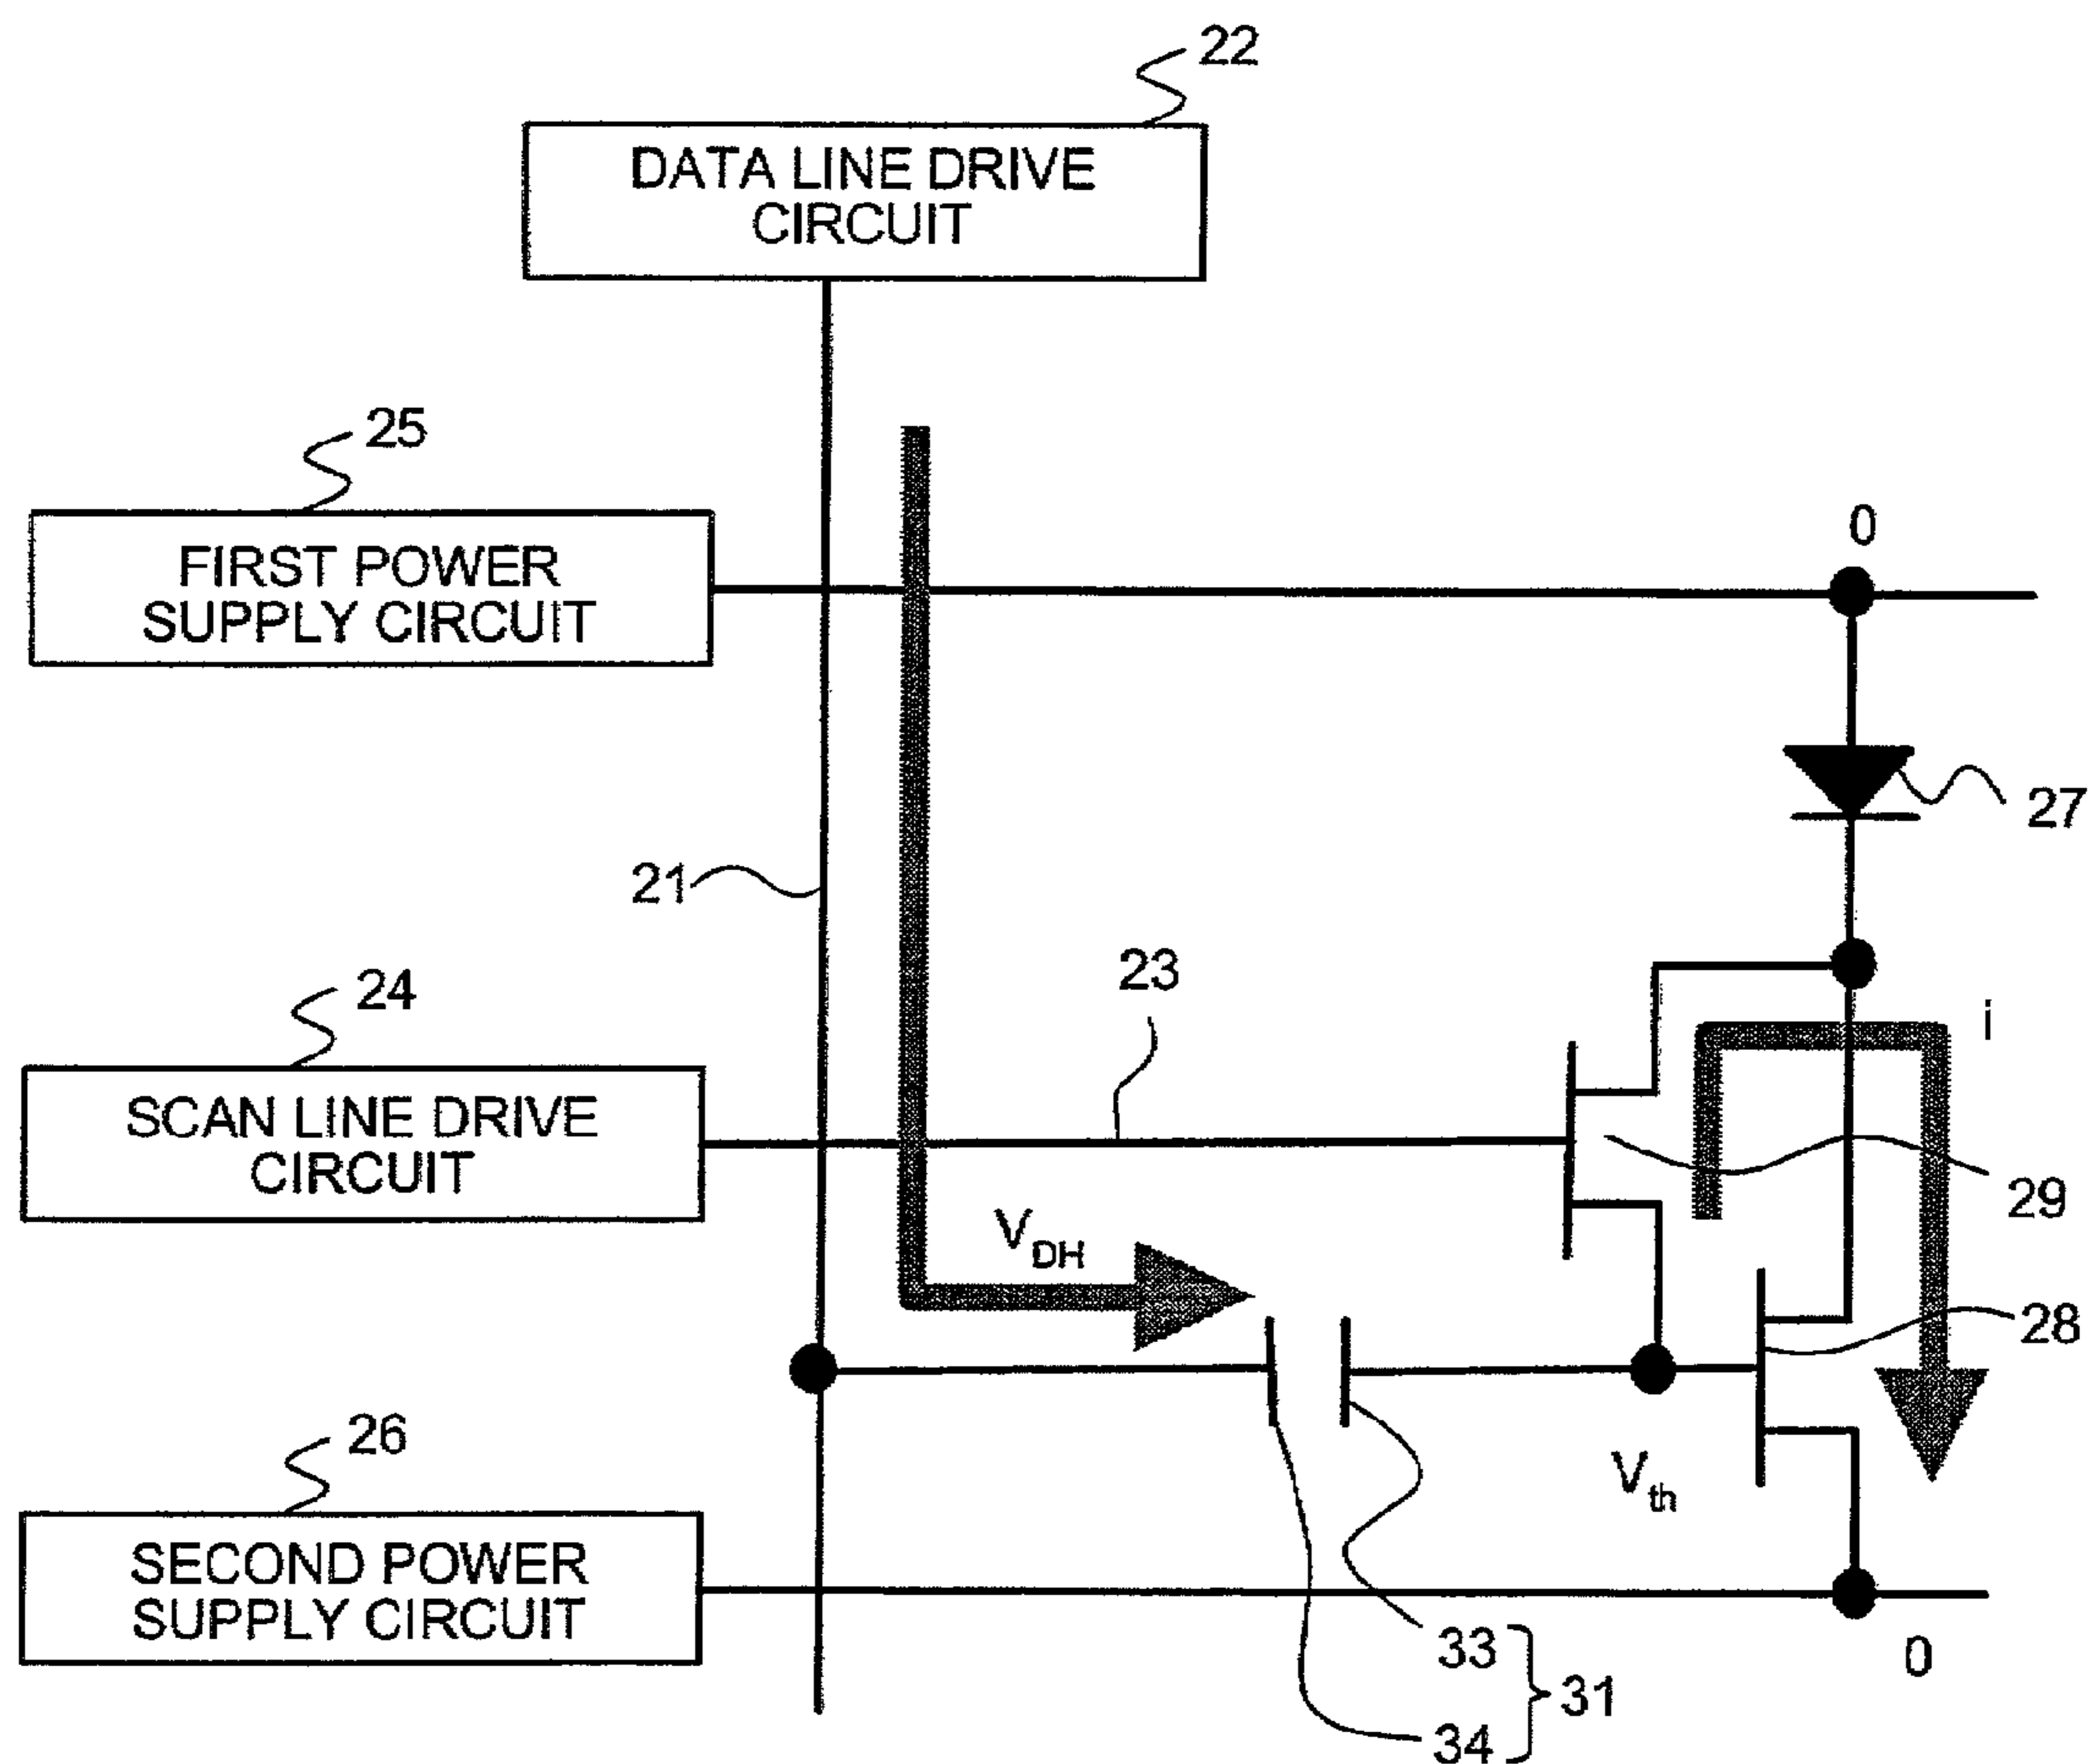 22
DATA LINE DRIVE
CIRCUIT
25
FIRST POWER
SUPPLY CIRCUIT
0
27
21
23
24
i
SCAN LINE DRIVE
CIRCUIT
29
VDH
28
26
Vth
SECOND POWER
SUPPLY CIRCUIT
33
0
31
34